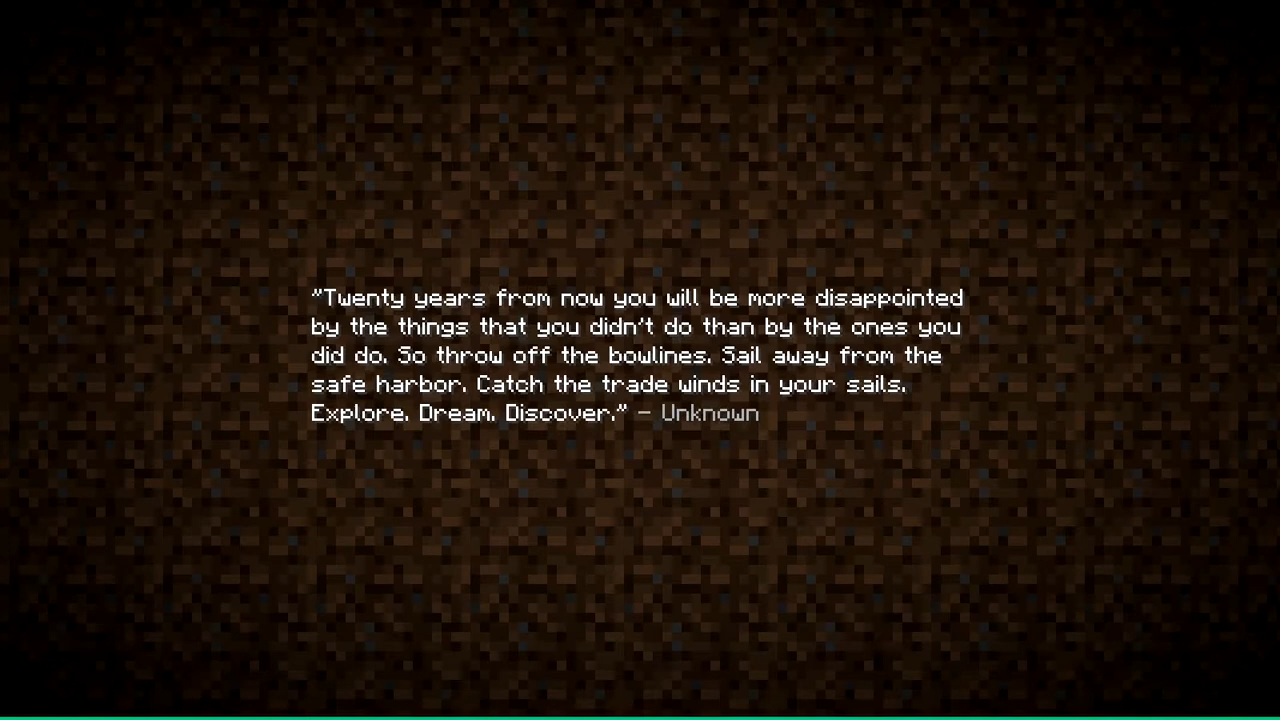 "Twenty years from now you will be more disappointed
by the things that you didn't do than by the ones you
did do. So throw off the bowlines. Sail away from the
safe harbor. Catch the trade winds in your sails.
Explore. Dream. Discover." - Unknown